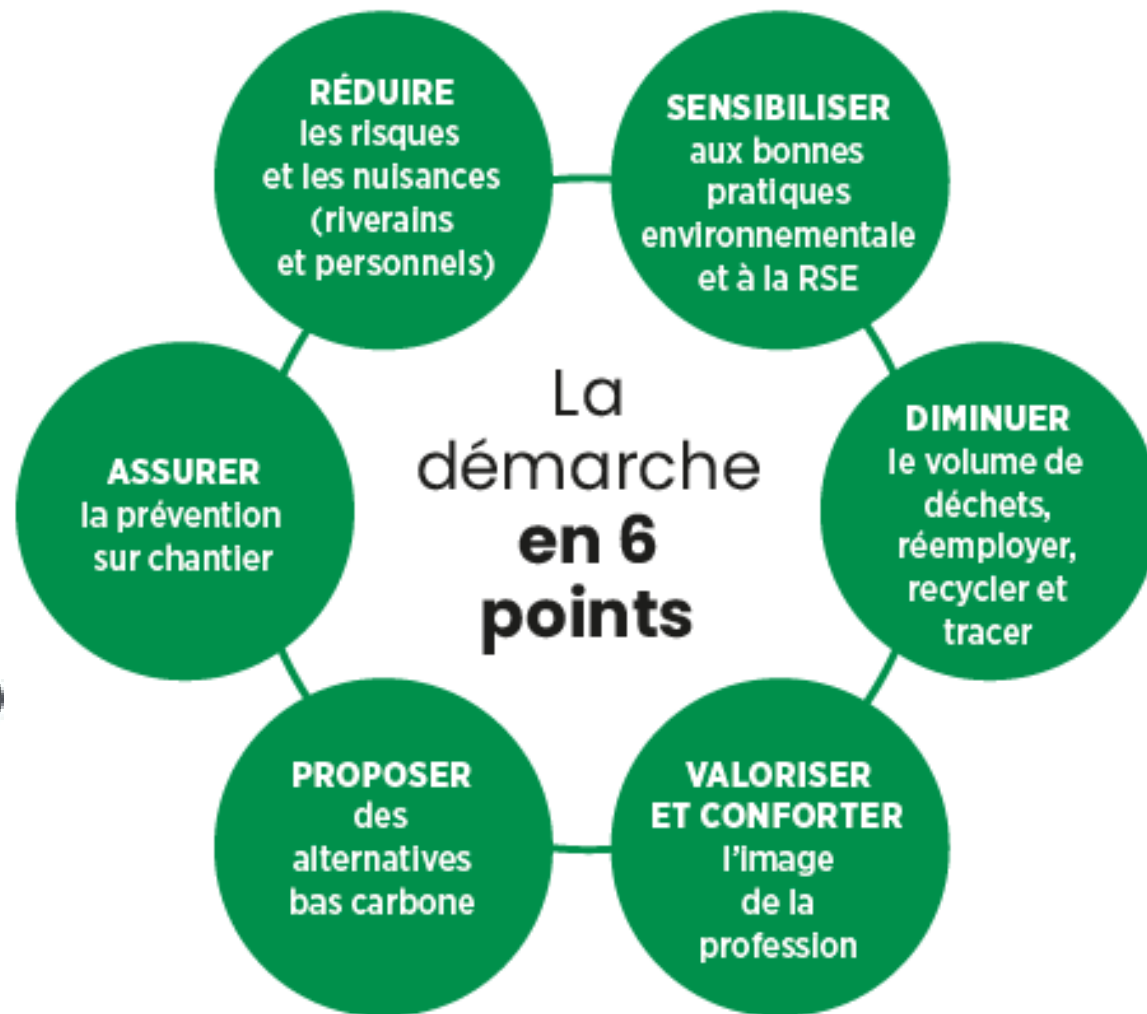 RÉDUIRE
les risques
et les nuisances
(riverains
et personnels)
SENSIBILISER
aux bonnes
pratiques
environnementale
et à la RSE
DIMINUER
le volume de
déchets,
réemployer,
recycler et
tracer
VALORISER
ET CONFORTER
l'image
de la
profession
PROPOSER
des
alternatives
bas carbone
ASSURER
la prévention
sur chantier
La
démarche
en 6
points